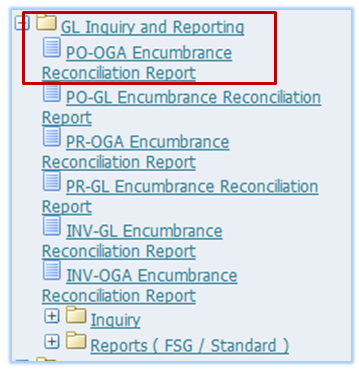 GL Inquiry and Reporting
PO-OGA Encumbrance
Reconciliation Report
PO-GL Encumbrance Reconciliation
Report
PR-OGA Encumbrance
Reconciliation Report
PR-GL Encumbrance Reconciliation
Report
INV-GL Encumbrance
Reconciliation Report
INV-OGA Encumbrance
Reconciliation Report
Inquiry
Reports ( FSG / Standard )